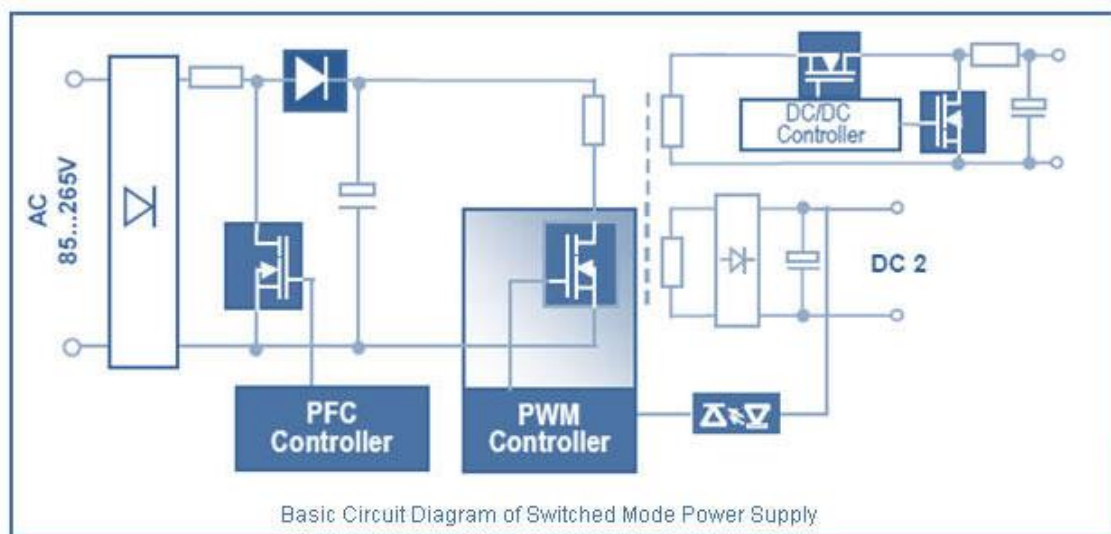 AC
85...265V
PFC
Controller
PWM
Controller
DC/DC
Controller
DC 2
Basic Circuit Diagram of Switched Mode Power Supply